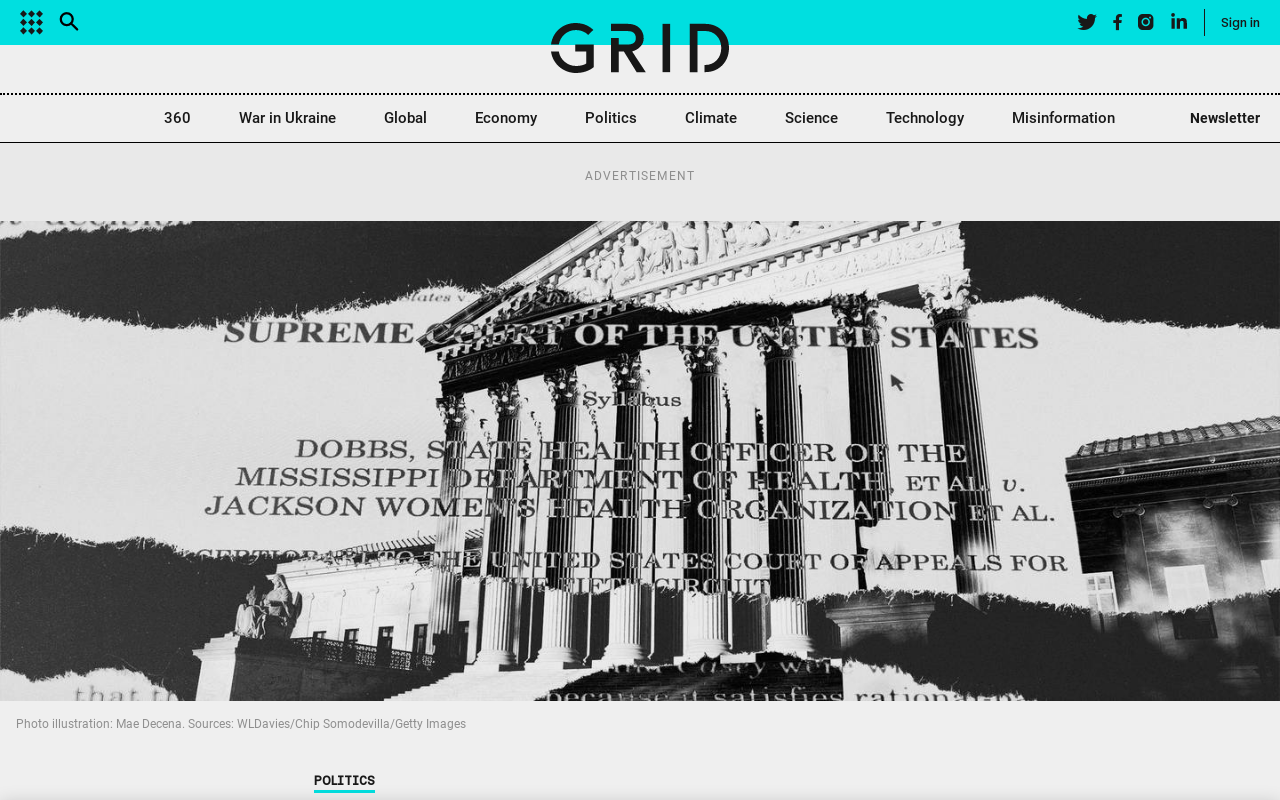 Sign in
GRID
360 War in Ukraine Global Economy Politics Climate Science Technology Misinformation Newsletter
ADVERTISEMENT
SUPREME COURT OF THE UNITED STATES
Syllabus
DOBBS, STATE HEALTH OFFICER OF THE
MISSISSIPPI DEPARTMENT OF HEALTH, ET AL. v.
JACKSON WOMEN'S HEALTH ORGANIZATION ET AL.
TO THE UNITED STATES COURT OF APPEALS FOR
THE FIFTH CIRCUIT
that th
because it satisfies rational
Photo illustration: Mae Decena. Sources: WLDavies/Chip Somodevilla/Getty Images
POLITICS